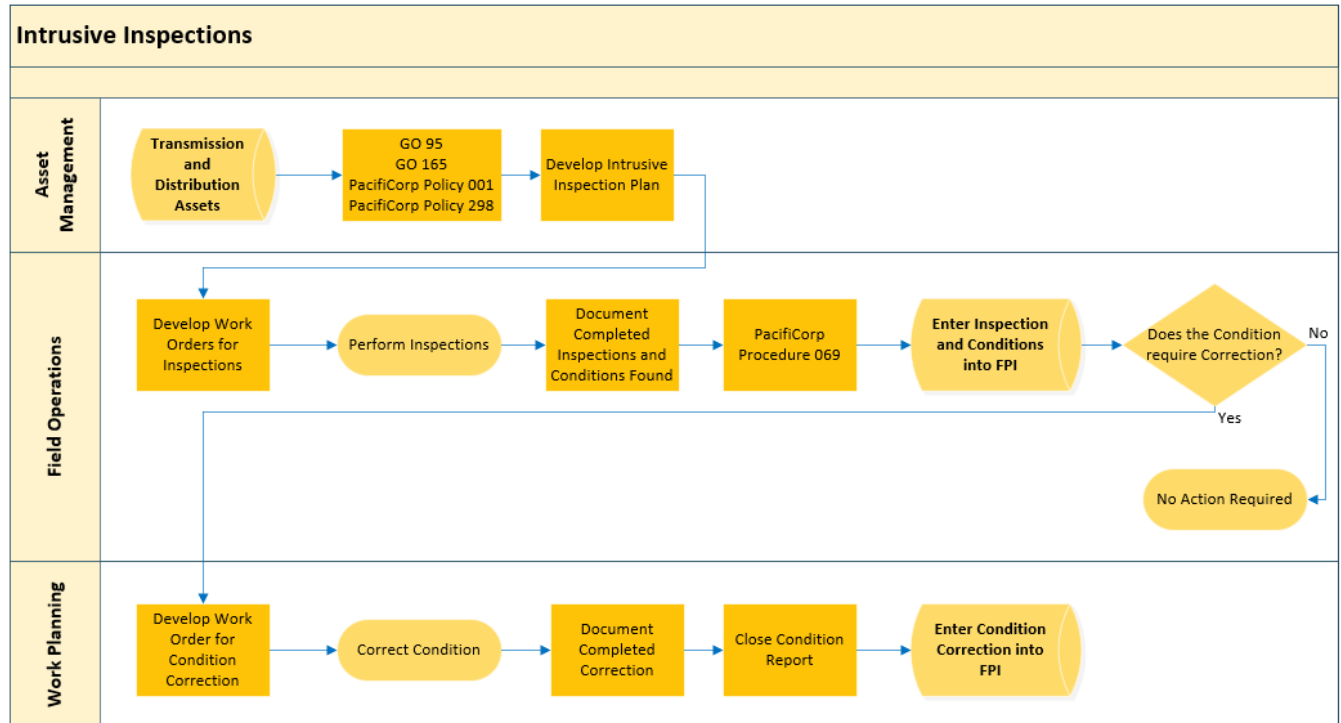 Intrusive Inspections
Asset
Management
Transmission
and
Distribution
Assets
GO 95
GO 165
PacifiCorp Policy 001
PacifiCorp Policy 298
Develop Intrusive
Inspection Plan
Field Operations
Develop Work
Orders for
Inspections
Perform Inspections
Document
Completed
Inspections and
Conditions Found
PacifiCorp
Procedure 069
Enter Inspection
and Conditions
into FPI
Does the Condition
require Correction?
No
Yes
No Action Required
Work Planning
Develop Work
Order for
Condition
Correction
Correct Condition
Document
Completed
Correction
Close Condition
Report
Enter Condition
Correction into
FPI